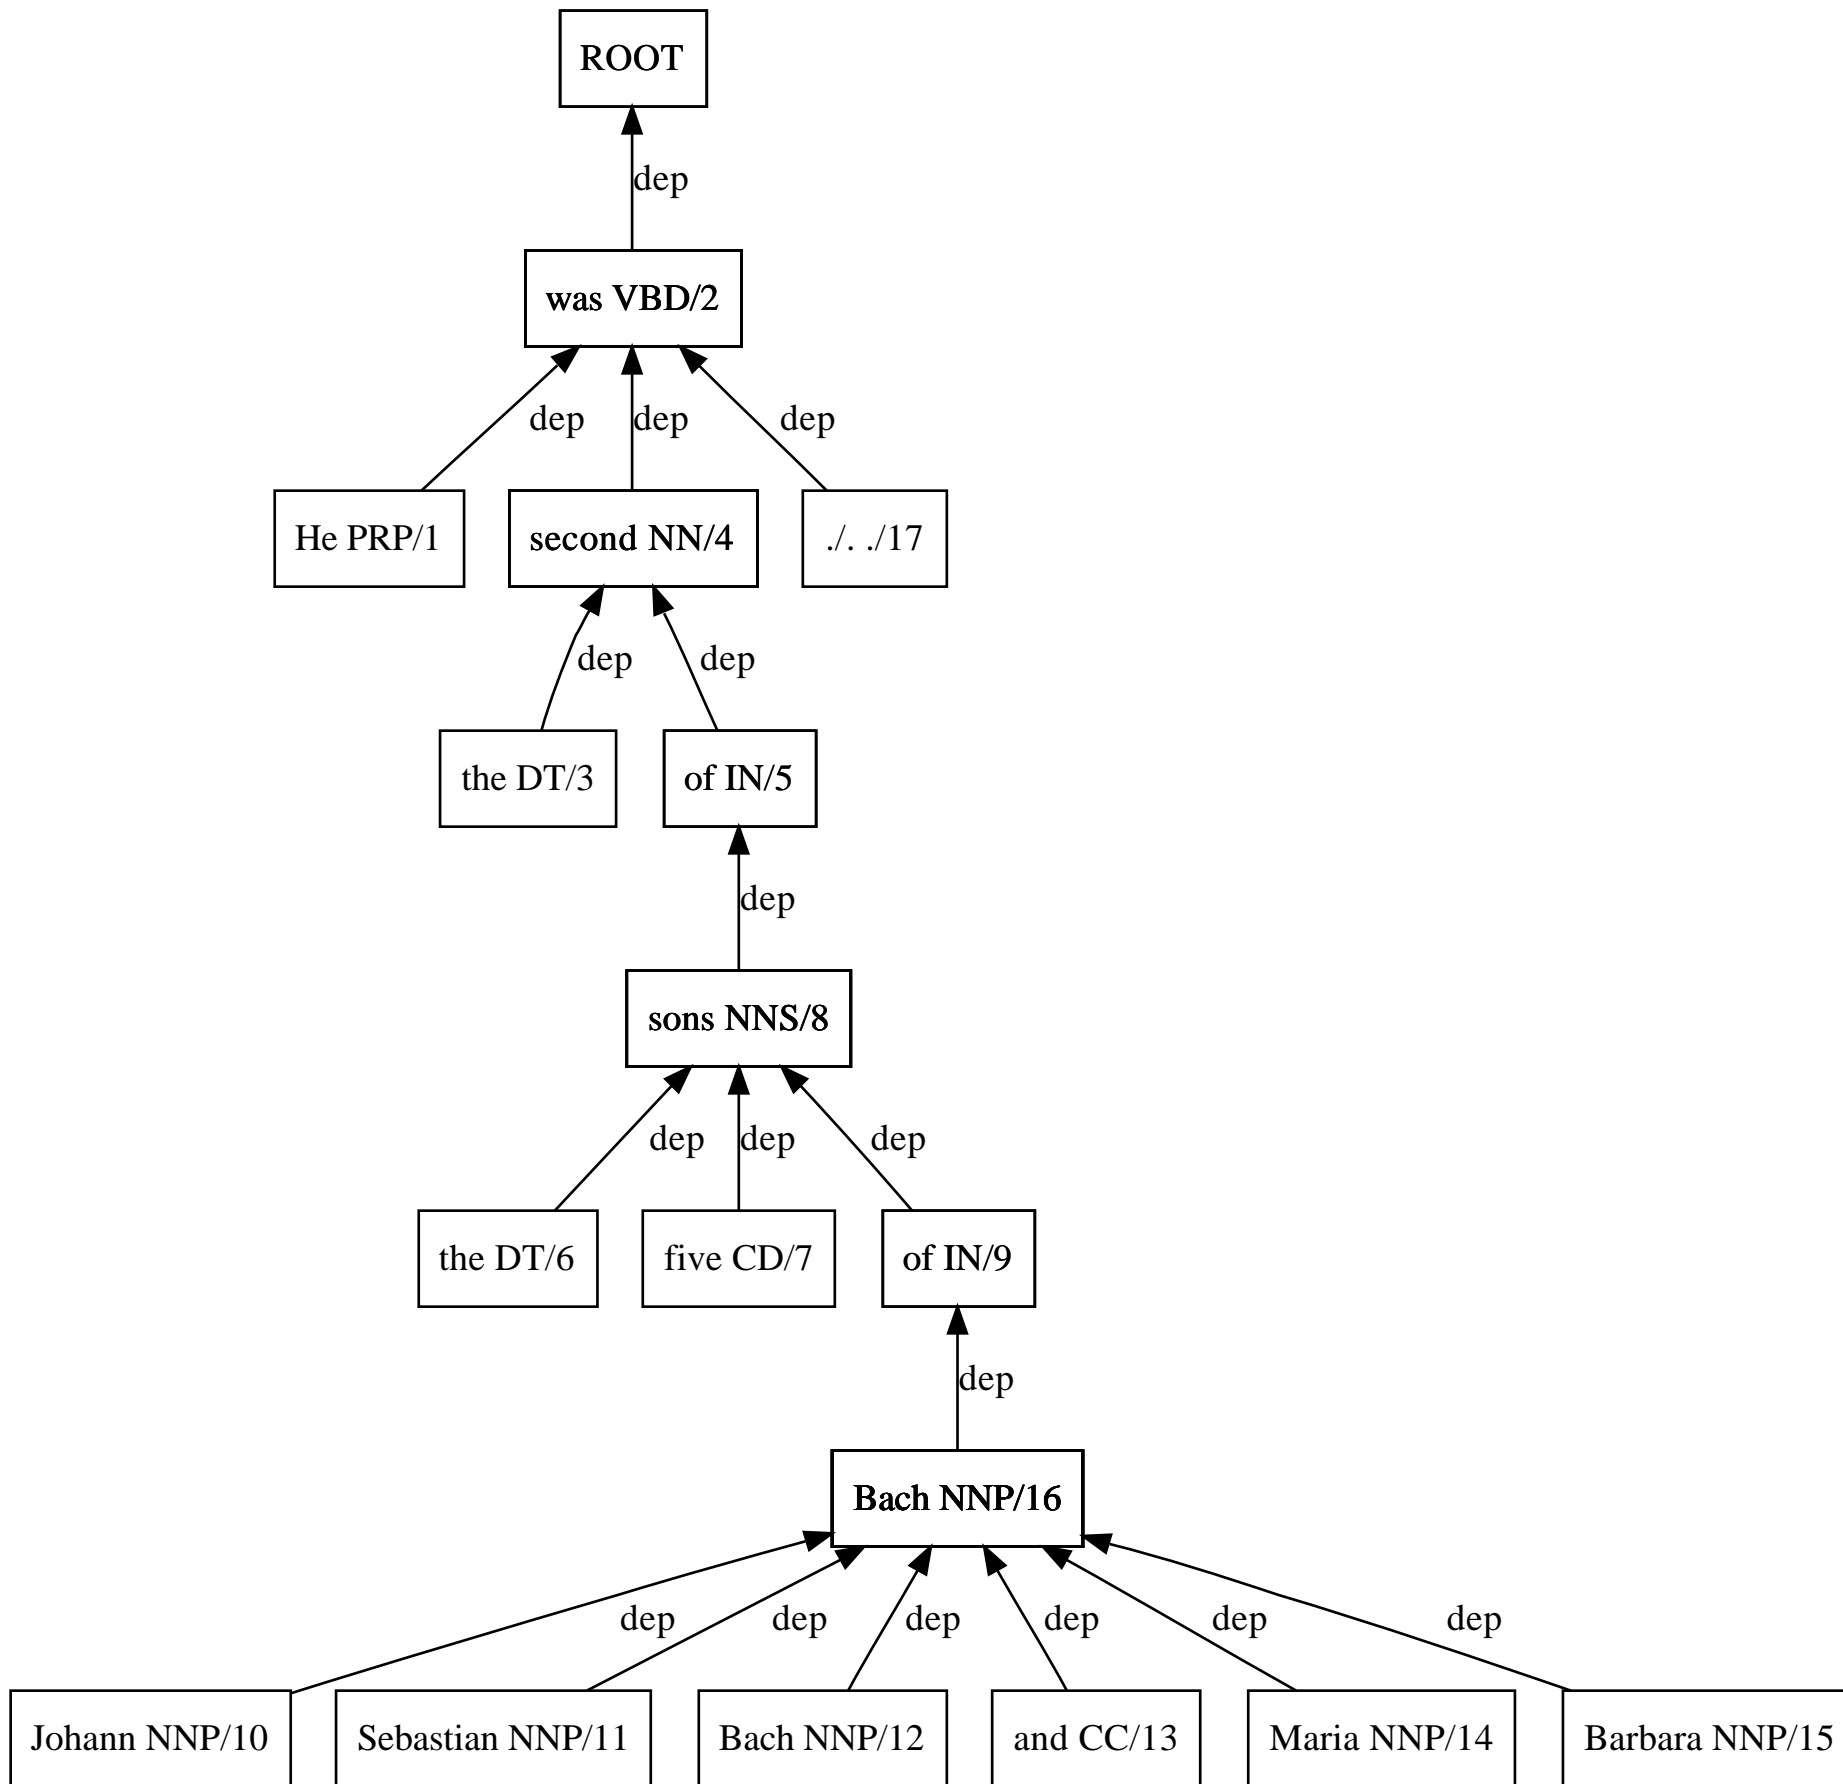 ROOT
dep
was VBD/2
dep dep dep
He PRP/1 second NN/4 ./. ./17
dep dep
the DT/3 of IN/5
dep
sons NNS/8
dep dep dep
the DT/6 five CD/7 of IN/9
dep
Bach NNP/16
dep dep dep dep dep dep
Johann NNP/10 Sebastian NNP/11 Bach NNP/12 and CC/13 Maria NNP/14 Barbara NNP/15